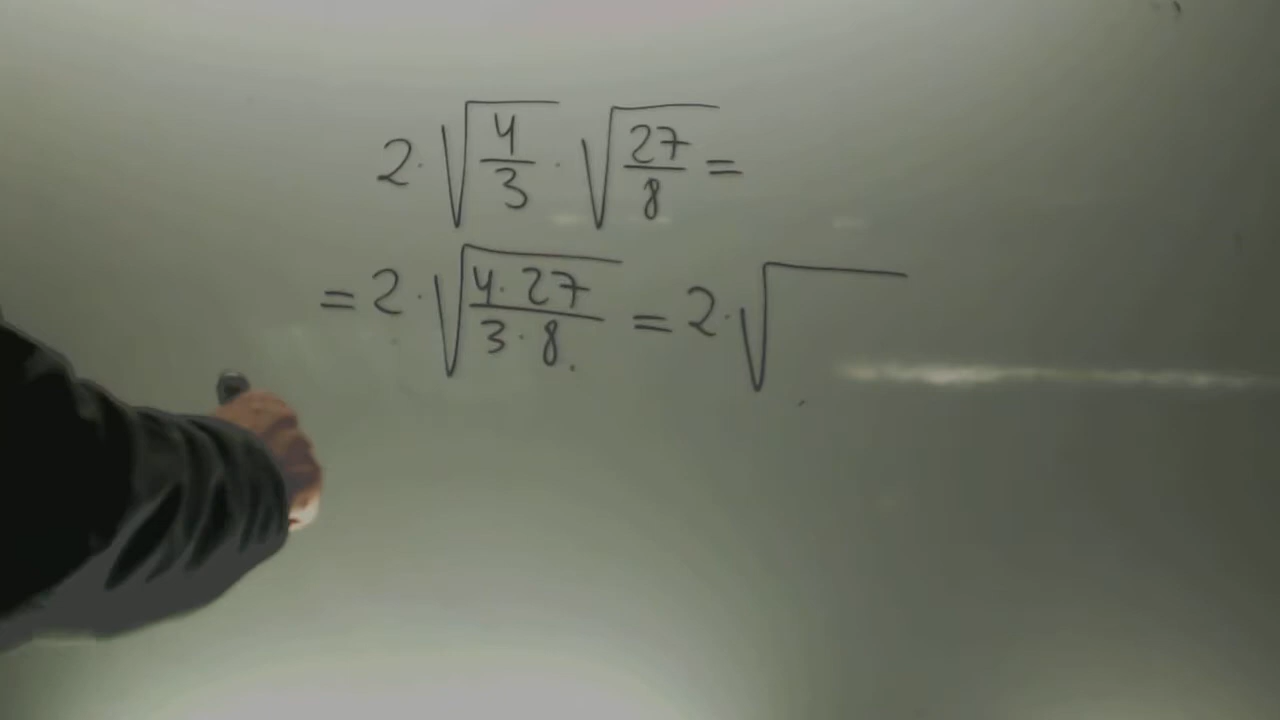 2·√(4/3)·√(27/8) =
= 2·√((4·27)/(3·8)) = 2·√